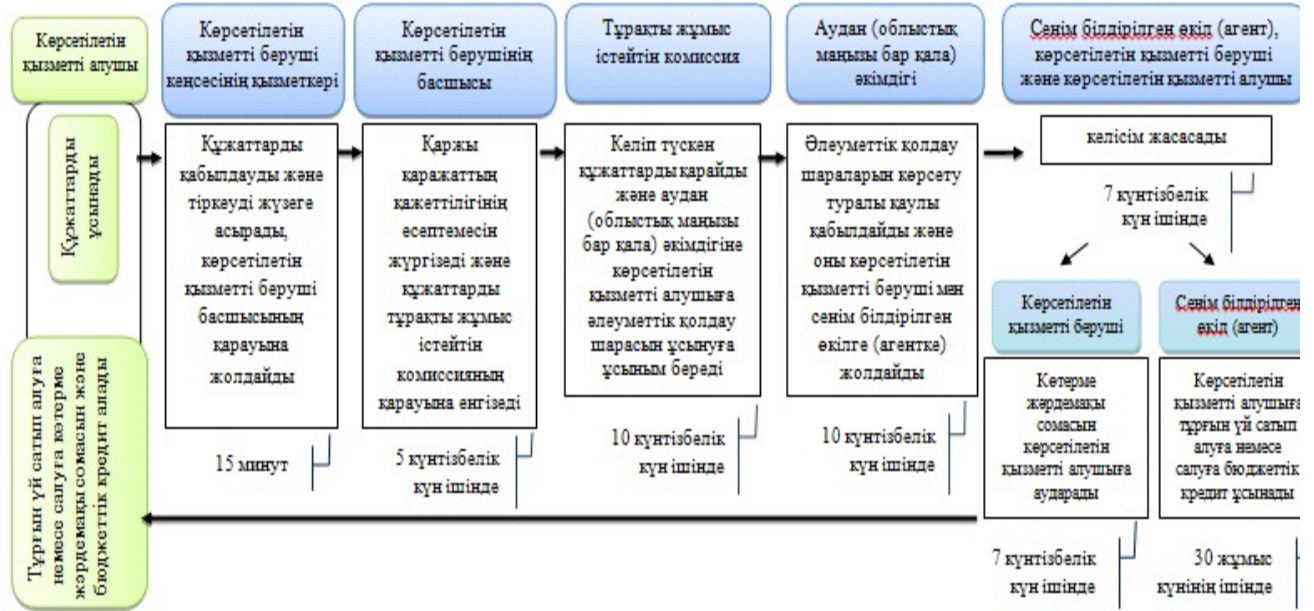 Көрсетілетін
қызметті алушы
Құжаттарды
ұсынады
Тұрғын үй сатып алуға
немесе салуға көтерме
жәрдемақы сомасын және
бюджеттік кредит алады
Көрсетілетін
қызметті беруші
кеңсесінің қызметкері
Құжаттарды
қабылдауды және
тіркеуді жүзеге
асырады,
көрсетілетін
қызметті беруші
басшысының
қарауына
жолдайды
15 минут
Көрсетілетін
қызметті берушінің
басшысы
Қаржы
қаражаттың
қажеттілігінің
есептемесін
жүргізеді және
құжаттарды
тұрақты жұмыс
істейтін
комиссияның
қарауына енгізеді
5 күнтізбелік
күн ішінде
Тұрақты жұмыс
істейтін комиссия
Келіп түскен
құжаттарды қарайды
және аудан
(облыстық маңызы
бар қала) әкімдігіне
көрсетілетін
қызметті алушыға
әлеуметтік қолдау
шарасын ұсынуға
ұсыным береді
10 күнтізбелік
күн ішінде
Аудан (облыстық
маңызы бар қала)
әкімдігі
Әлеуметтік қолдау
шараларын көрсету
туралы қаулы
қабылдайды және
оны көрсетілетін
қызметті беруші мен
сенім білдірілген
өкілге (агентке)
жолдайды
10 күнтізбелік
күн ішінде
Сенім білдірілген өкіл (агент),
көрсетілетін қызметті беруші
және көрсетілетін қызметті алушы
келісім жасасады
7 күнтізбелік
күн ішінде
Көрсетілетін
қызметті беруші
Көтерме
жәрдемақы
сомасын
көрсетілетін
қызметті алушыға
аударады
7 күнтізбелік
күн ішінде
Сенім білдірілген
өкіл (агент)
Көрсетілетін
қызметті алушыға
тұрғын үй сатып
алуға немесе
салуға бюджеттік
кредит ұсынады
30 жұмыс
күнінің ішінде